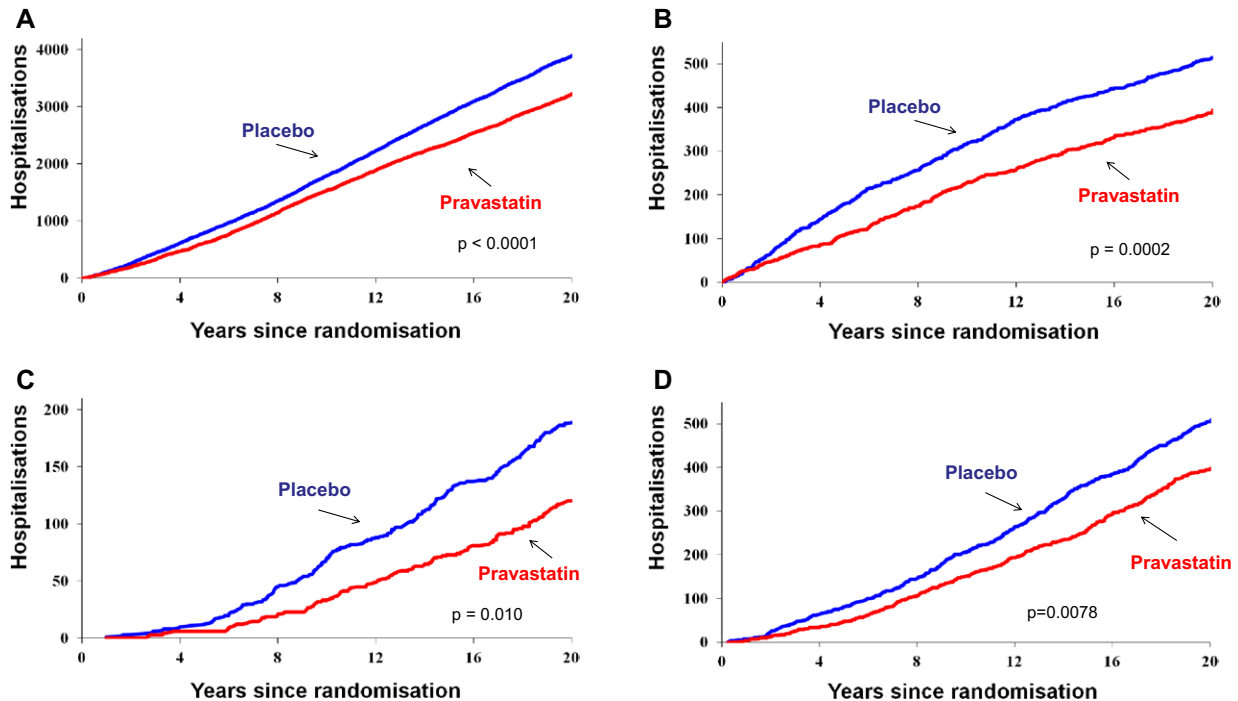 A
Hospitalisations
4000
3000
2000
1000
0
Placebo
Pravastatin
p < 0.0001
0 4 8 12 16 20
Years since randomisation
B
Hospitalisations
500
400
300
200
100
0
Placebo
Pravastatin
p = 0.0002
0 4 8 12 16 20
Years since randomisation
C
Hospitalisations
200
150
100
50
0
Placebo
Pravastatin
p = 0.010
0 4 8 12 16 20
Years since randomisation
D
Hospitalisations
500
400
300
200
100
0
Placebo
Pravastatin
p=0.0078
0 4 8 12 16 20
Years since randomisation